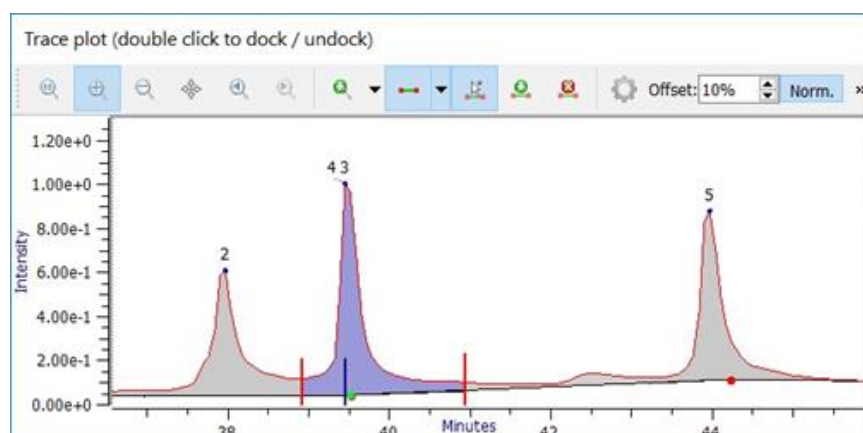 Trace plot (double click to dock / undock)
Offset: 10% Norm. »
1.20e+0
1.00e+0
8.00e-1
6.00e-1
4.00e-1
2.00e-1
0.00e+0
Intensity
2
4 3
5
38 40 42 44
Minutes